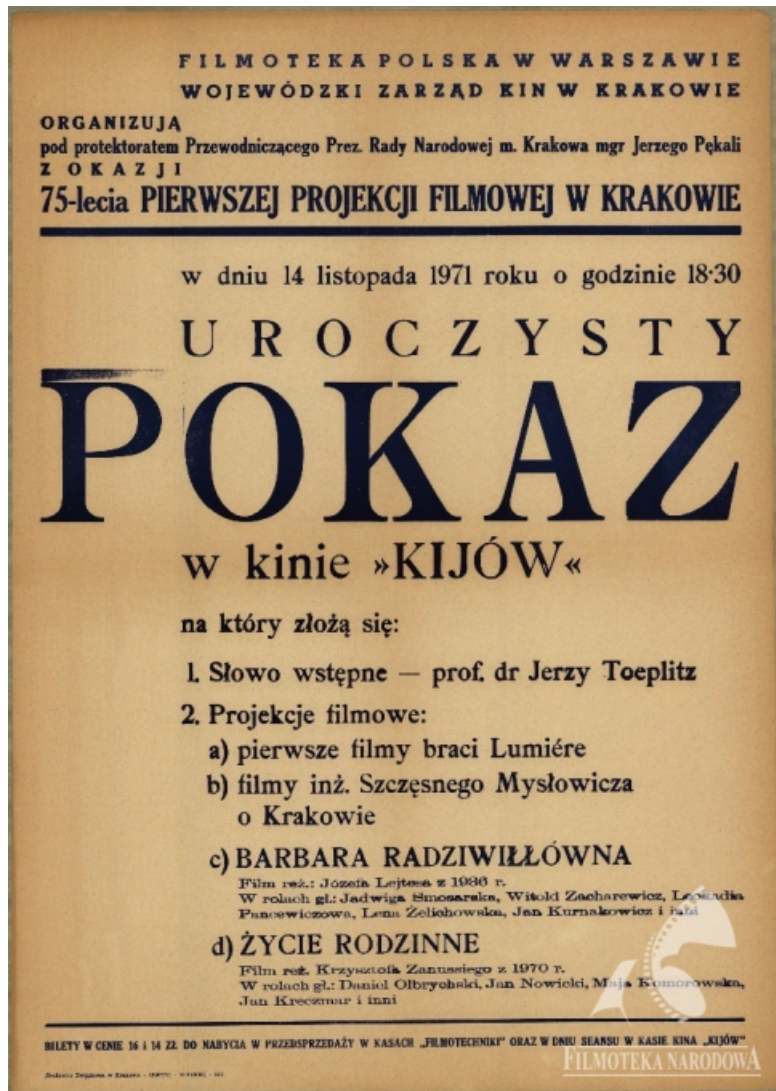 FILMOTEKA POLSKA W WARSZAWIE
WOJEWÓDZKI ZARZĄD KIN W KRAKOWIE
ORGANIZUJĄ
pod protektoratem Przewodniczącego Prez. Rady Narodowej m. Krakowa mgr Jerzego Pękali
Z OKAZJI
75-lecia PIERWSZEJ PROJEKCJI FILMOWEJ W KRAKOWIE
w dniu 14 listopada 1971 roku o godzinie 18·30
UROCZYSTY
POKAZ
w kinie »KIJÓW«
na który złożą się:
1. Słowo wstępne — prof. dr Jerzy Toeplitz
2. Projekcje filmowe:
a) pierwsze filmy braci Lumiére
b) filmy inż. Szczęsnego Mysłowicza
o Krakowie
c) BARBARA RADZIWIŁŁÓWNA
Film reż.: Józefa Lejtesa z 1936 r.
W rolach gł.: Jadwiga Smosarska, Witold Zacharewicz, Leokadia
Pancewiczowa, Lena Żelichowska, Jan Kurnakowicz i inni
d) ŻYCIE RODZINNE
Film reż. Krzysztofa Zanussiego z 1970 r.
W rolach gł.: Daniel Olbrychski, Jan Nowicki, Maja Komorowska,
Jan Kreczmar i inni
BILETY W CENIE 16 i 14 ZŁ. DO NABYCIA W PRZEDSPRZEDAŻY W KASACH „FILMOTECHNIKI" ORAZ W DNIU SEANSU W KASIE KINA „KIJÓW"
FILMOTEKA NARODOWA